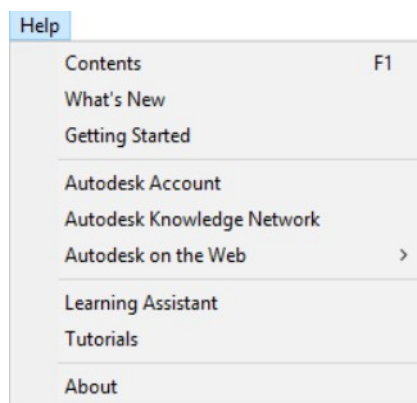 Help
Contents F1
What's New
Getting Started
Autodesk Account
Autodesk Knowledge Network
Autodesk on the Web >
Learning Assistant
Tutorials
About